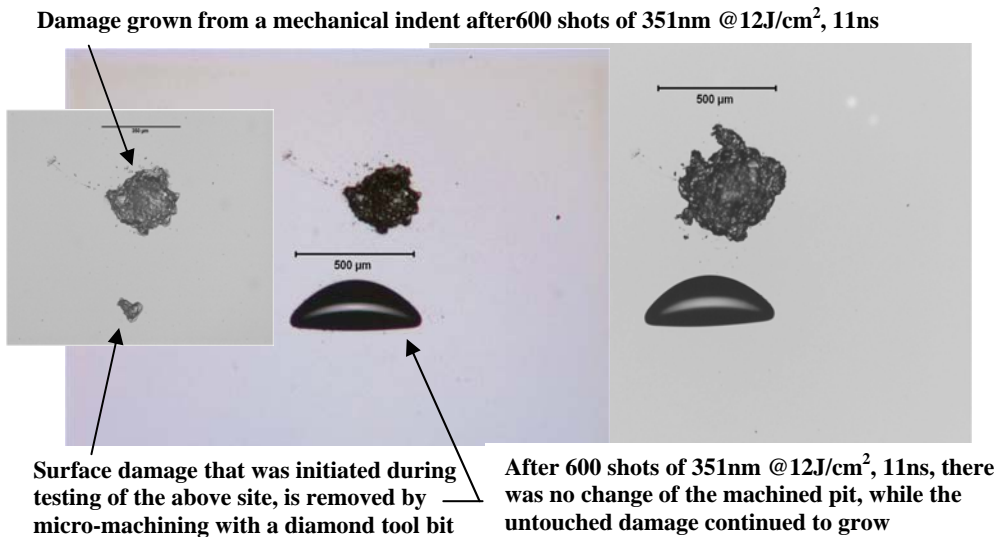 Damage grown from a mechanical indent after600 shots of 351nm @12J/cm², 11ns
500 µm
500 µm
Surface damage that was initiated during
testing of the above site, is removed by
micro-machining with a diamond tool bit
After 600 shots of 351nm @12J/cm², 11ns, there
was no change of the machined pit, while the
untouched damage continued to grow